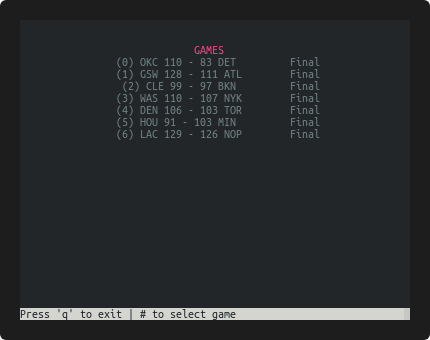 GAMES
(0) OKC 110 - 83 DET Final
(1) GSW 128 - 111 ATL Final
(2) CLE 99 - 97 BKN Final
(3) WAS 110 - 107 NYK Final
(4) DEN 106 - 103 TOR Final
(5) HOU 91 - 103 MIN Final
(6) LAC 129 - 126 NOP Final
Press 'q' to exit | # to select game